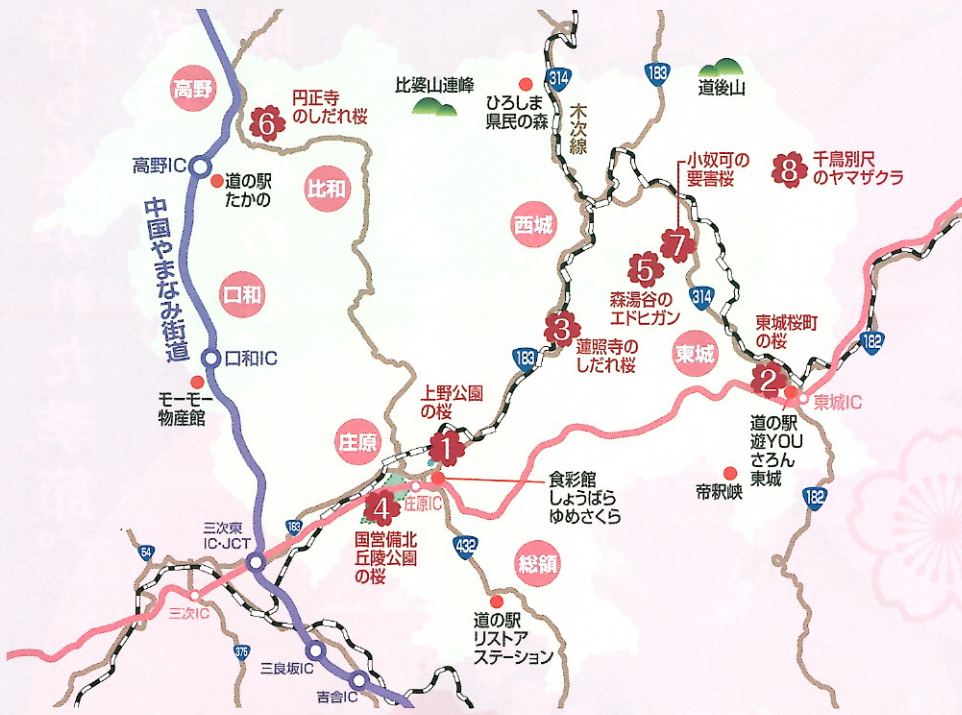 高野
6
円正寺
のしだれ桜
比婆山連峰
ひろしま
県民の森
314
木次線
183
道後山
高野IC
道の駅
たかの
比和
西城
小奴可の
要害桜
8
千鳥別尺
のヤマザクラ
中国やまなみ街道
口和
7
5
森湯谷の
エドヒガン
314
3
蓮照寺の
しだれ桜
183
東城
東城桜町
の桜
182
口和IC
モーモー
物産館
上野公園
の桜
2
東城IC
道の駅
遊YOU
さろん
東城
庄原
1
帝釈峡
182
食彩館
しょうばら
ゆめさくら
庄原IC
4
国営備北
丘陵公園
の桜
183
三次東
IC・JCT
54
432
総領
三次IC
道の駅
リストア
ステーション
375
三良坂IC
吉舎IC